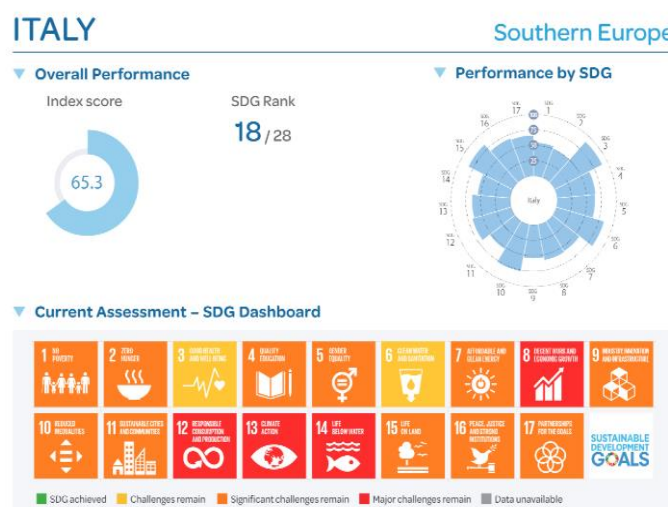 ITALY
Southern Europe
Overall Performance
Performance by SDG
Index score
SDG Rank
18 / 28
65.3
Italy
SDG 1
SDG 2
SDG 3
SDG 4
SDG 5
SDG 6
SDG 7
SDG 8
SDG 9
SDG 10
SDG 11
SDG 12
SDG 13
SDG 14
SDG 15
SDG 16
SDG 17
Current Assessment – SDG Dashboard
1 NO POVERTY
2 ZERO HUNGER
3 GOOD HEALTH AND WELL-BEING
4 QUALITY EDUCATION
5 GENDER EQUALITY
6 CLEAN WATER AND SANITATION
7 AFFORDABLE AND CLEAN ENERGY
8 DECENT WORK AND ECONOMIC GROWTH
9 INDUSTRY, INNOVATION AND INFRASTRUCTURE
10 REDUCED INEQUALITIES
11 SUSTAINABLE CITIES AND COMMUNITIES
12 RESPONSIBLE CONSUMPTION AND PRODUCTION
13 CLIMATE ACTION
14 LIFE BELOW WATER
15 LIFE ON LAND
16 PEACE, JUSTICE AND STRONG INSTITUTIONS
17 PARTNERSHIPS FOR THE GOALS
SUSTAINABLE
DEVELOPMENT
GOALS
SDG achieved
Challenges remain
Significant challenges remain
Major challenges remain
Data unavailable